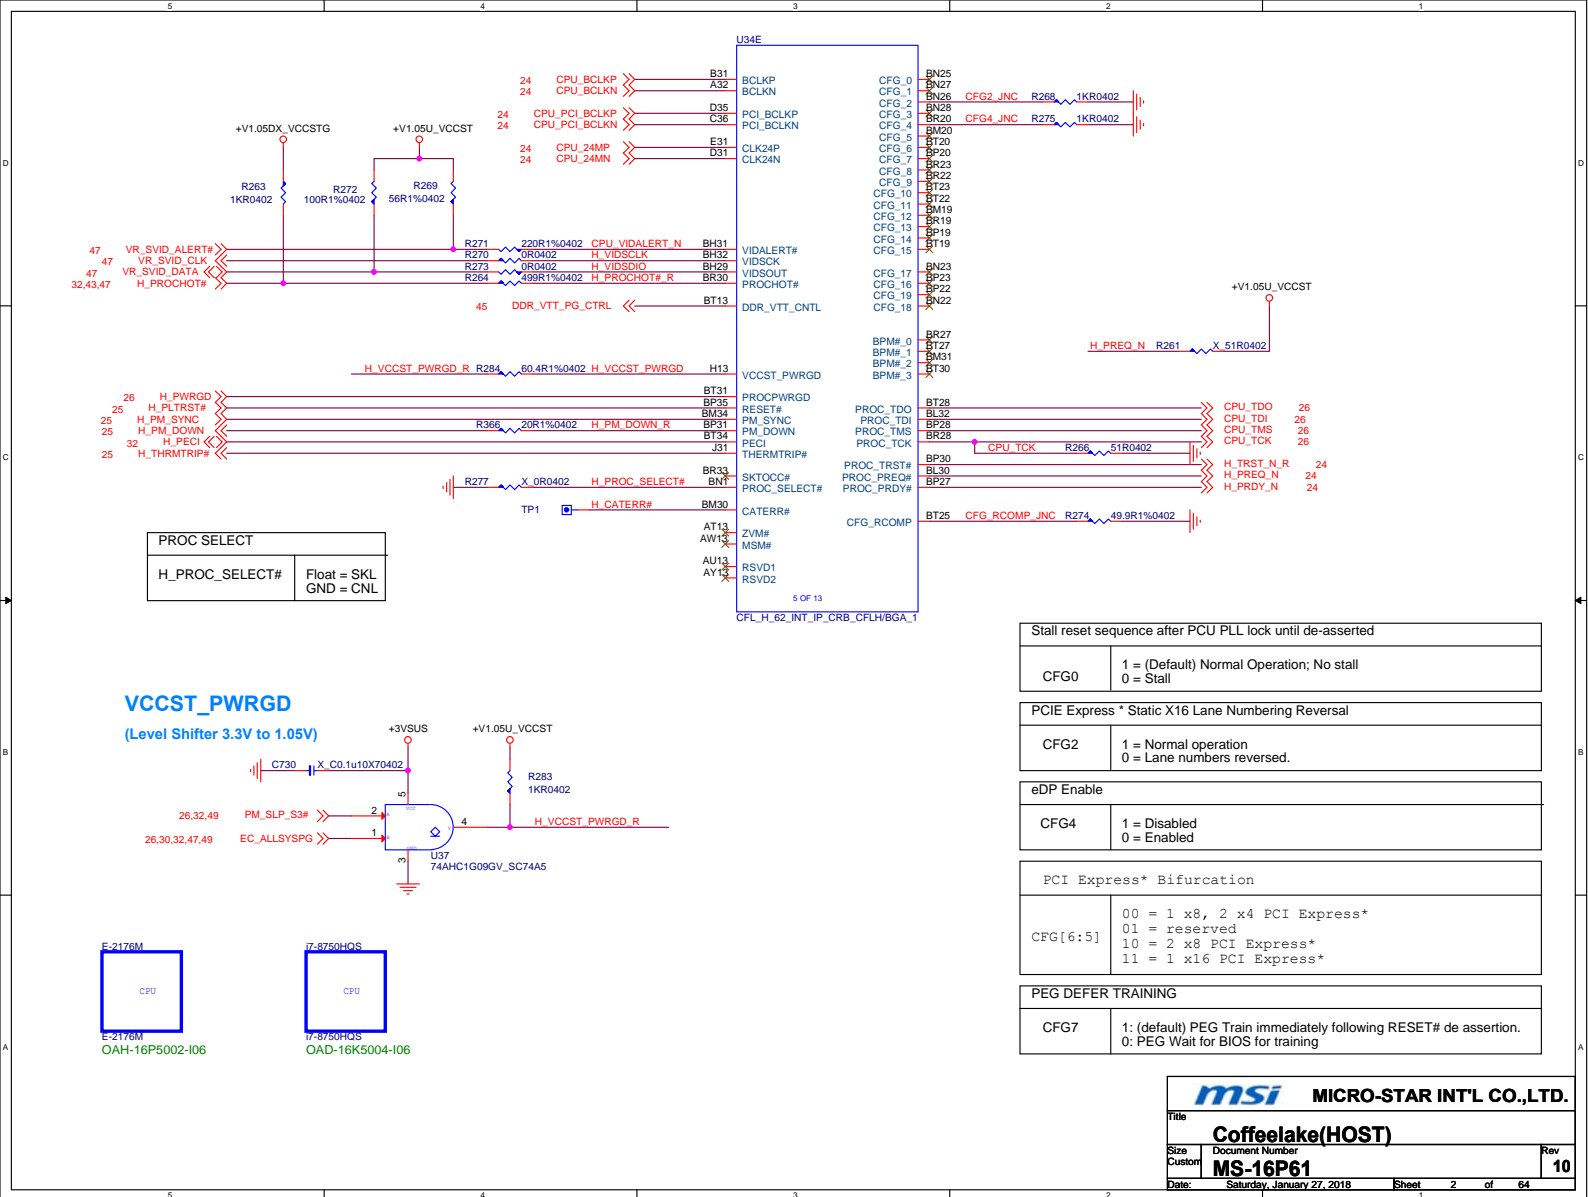 5 4 3 2 1
D
C
B
A
U34E
24 CPU_BCLKP B31 BCLKP
24 CPU_BCLKN A32 BCLKN
24 CPU_PCI_BCLKP D35 PCI_BCLKP
24 CPU_PCI_BCLKN C36 PCI_BCLKN
24 CPU_24MP E31 CLK24P
24 CPU_24MN D31 CLK24N
+V1.05DX_VCCSTG
+V1.05U_VCCST
R263
1KR0402
R272
100R1%0402
R269
56R1%0402
47 VR_SVID_ALERT# R271 220R1%0402 CPU_VIDALERT_N BH31 VIDALERT#
47 VR_SVID_CLK R270 0R0402 H_VIDSCLK BH32 VIDSCK
47 VR_SVID_DATA R273 0R0402 H_VIDSDIO BH29 VIDSOUT
32,43,47 H_PROCHOT# R264 499R1%0402 H_PROCHOT#_R BR30 PROCHOT#
45 DDR_VTT_PG_CTRL BT13 DDR_VTT_CNTL
H_VCCST_PWRGD_R R284 60.4R1%0402 H_VCCST_PWRGD H13 VCCST_PWRGD
26 H_PWRGD BT31 PROCPWRGD
25 H_PLTRST# BP35 RESET#
25 H_PM_SYNC BM34 PM_SYNC
25 H_PM_DOWN R366 20R1%0402 H_PM_DOWN_R BP31 PM_DOWN
32 H_PECI BT34 PECI
25 H_THRMTRIP# J31 THERMTRIP#
BR33 SKTOCC#
R277 X_0R0402 H_PROC_SELECT# BN1 PROC_SELECT#
TP1 H_CATERR# BM30 CATERR#
AT13 ZVM#
AW13 MSM#
AU13 RSVD1
AY13 RSVD2
CFG_0 BN25
CFG_1 BN27
CFG_2 BN26 CFG2_JNC R268 1KR0402
CFG_3 BN28
CFG_4 BR20 CFG4_JNC R275 1KR0402
CFG_5 BM20
CFG_6 BT20
CFG_7 BP20
CFG_8 BR23
CFG_9 BR22
CFG_10 BT23
CFG_11 BT22
CFG_12 BM19
CFG_13 BR19
CFG_14 BP19
CFG_15 BT19
CFG_17 BN23
CFG_16 BP23
CFG_19 BP22
CFG_18 BN22
BPM#_0 BR27
BPM#_1 BT27
BPM#_2 BM31
BPM#_3 BT30
+V1.05U_VCCST
H_PREQ_N R261 X_51R0402
PROC_TDO BT28 CPU_TDO 26
PROC_TDI BL32 CPU_TDI 26
PROC_TMS BP28 CPU_TMS 26
PROC_TCK BR28 CPU_TCK 26
CPU_TCK R266 51R0402
PROC_TRST# BP30 H_TRST_N_R 24
PROC_PREQ# BL30 H_PREQ_N 24
PROC_PRDY# BP27 H_PRDY_N 24
CFG_RCOMP BT25 CFG_RCOMP_JNC R274 49.9R1%0402
5 OF 13
CFL_H_62_INT_IP_CRB_CFLH/BGA_1
PROC SELECT
H_PROC_SELECT# Float = SKL
GND = CNL
Stall reset sequence after PCU PLL lock until de-asserted
CFG0 1 = (Default) Normal Operation; No stall
0 = Stall
PCIE Express * Static X16 Lane Numbering Reversal
CFG2 1 = Normal operation
0 = Lane numbers reversed.
eDP Enable
CFG4 1 = Disabled
0 = Enabled
PCI Express* Bifurcation
CFG[6:5] 00 = 1 x8, 2 x4 PCI Express*
01 = reserved
10 = 2 x8 PCI Express*
11 = 1 x16 PCI Express*
PEG DEFER TRAINING
CFG7 1: (default) PEG Train immediately following RESET# de assertion.
0: PEG Wait for BIOS for training
VCCST_PWRGD
(Level Shifter 3.3V to 1.05V)
+3VSUS
+V1.05U_VCCST
C730 X_C0.1u10X70402
R283
1KR0402
26,32,49 PM_SLP_S3# 2
26,30,32,47,49 EC_ALLSYSPG 1
5
VCC
3
4 H_VCCST_PWRGD_R
U37
74AHC1G09GV_SC74A5
E-2176M
CPU
E-2176M
OAH-16P5002-I06
i7-8750HQS
CPU
i7-8750HQS
OAD-16K5004-I06
msi MICRO-STAR INT'L CO.,LTD.
Title
Coffeelake(HOST)
Size Document Number Rev
Custom MS-16P61 10
Date: Saturday, January 27, 2018 Sheet 2 of 64
5 4 3 2 1